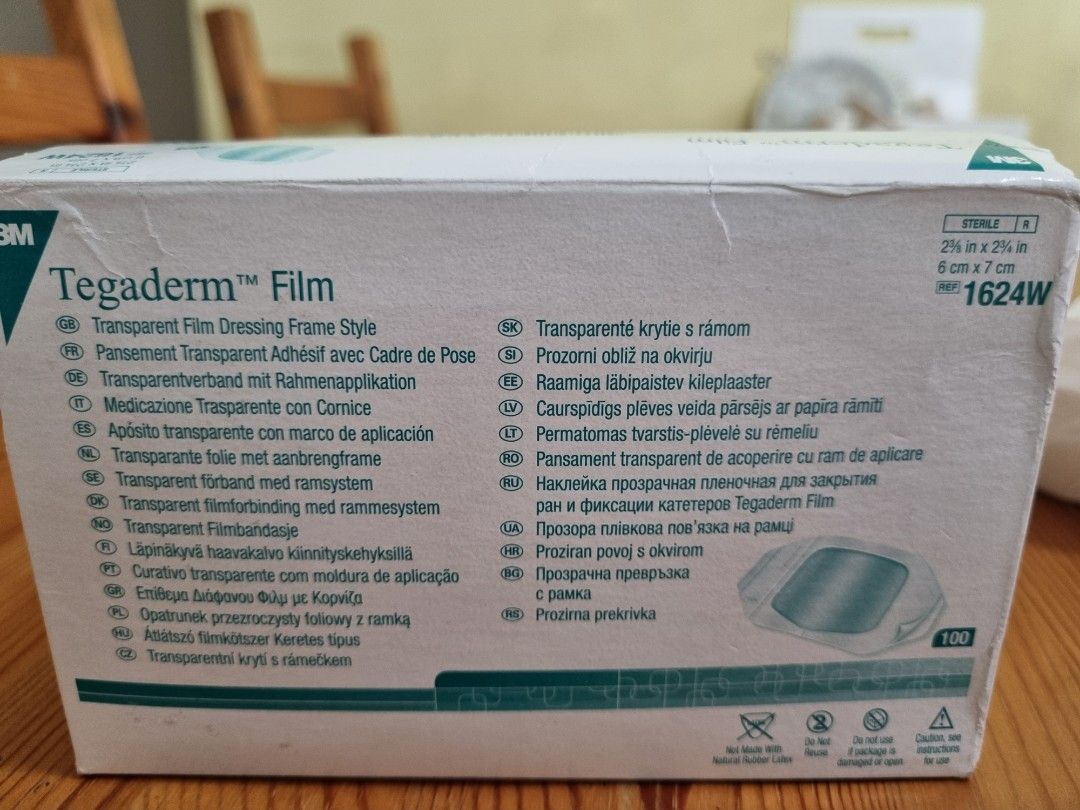 Tegaderm™ Film
3M
3M
STERILE R
2⅜ in x 2¾ in
6 cm x 7 cm
REF 1624W
Tegaderm™ Film
GB Transparent Film Dressing Frame Style
FR Pansement Transparent Adhésif avec Cadre de Pose
DE Transparentverband mit Rahmenapplikation
IT Medicazione Trasparente con Cornice
ES Apósito transparente con marco de aplicación
NL Transparante folie met aanbrengframe
SE Transparent förband med ramsystem
DK Transparent filmforbinding med rammesystem
NO Transparent Filmbandasje
FI Läpinäkyvä haavakalvo kiinnityskehyksillä
PT Curativo transparente com moldura de aplicação
GR Επίθεμα Διάφανου Φιλμ με Κορνίζα
PL Opatrunek przezroczysty foliowy z ramką
HU Átlátszó filmkötszer Keretes típus
CZ Transparentní krytí s rámečkem
SK Transparenté krytie s rámom
SI Prozorni obliž na okvirju
EE Raamiga läbipaistev kileplaaster
LV Caurspīdīgs plēves veida pārsējs ar papīra rāmīti
LT Permatomas tvarstis-plėvelė su rėmeliu
RO Pansament transparent de acoperire cu ram de aplicare
RU Наклейка прозрачная пленочная для закрытия
ран и фиксации катетеров Tegaderm Film
UA Прозора плівкова пов'язка на рамці
HR Proziran povoj s okvirom
BG Прозрачна превръзка
с рамка
RS Prozirna prekrivka
100
Not Made With
Natural Rubber Latex
Do Not
Reuse
Do not use
if package is
damaged or open
Caution, see
instructions
for use